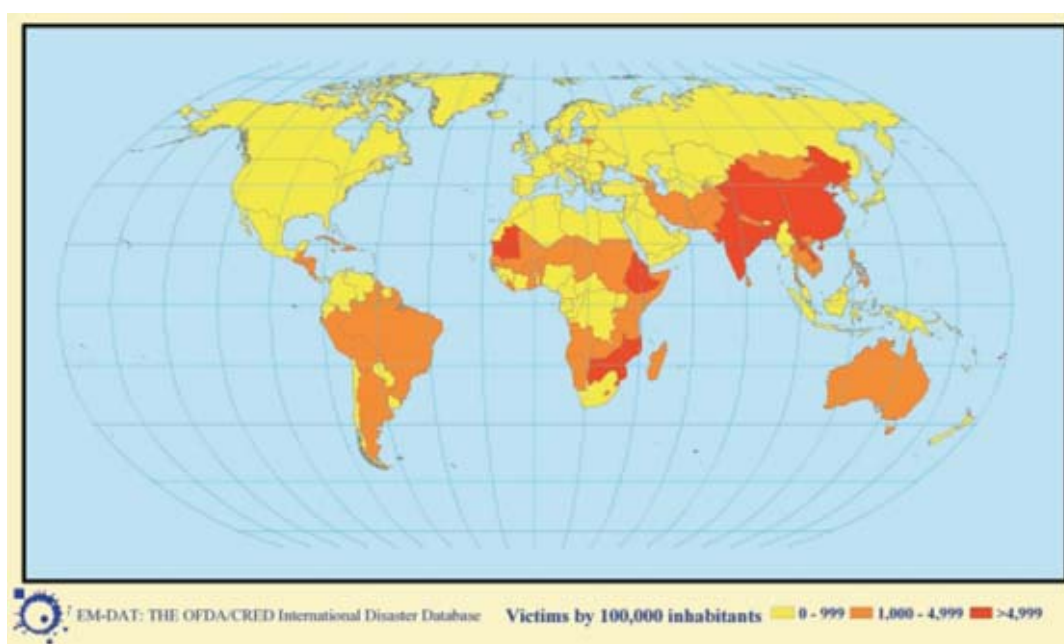 EM-DAT: THE OFDA/CRED International Disaster Database Victims by 100,000 inhabitants 0 - 999 1,000 - 4,999 >4,999